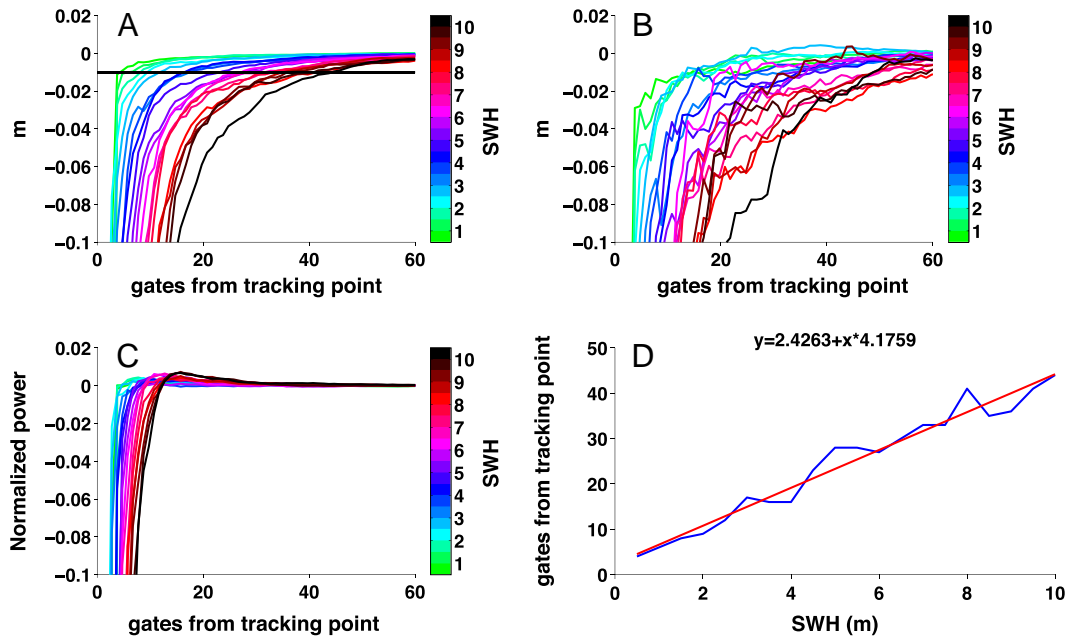 A
0.02
0
−0.02
−0.04
−0.06
−0.08
−0.1
m
0 20 40 60
gates from tracking point
10
9
8
7
6
5
4
3
2
1
SWH
B
0.02
0
−0.02
−0.04
−0.06
−0.08
−0.1
m
0 20 40 60
gates from tracking point
10
9
8
7
6
5
4
3
2
1
SWH
C
0.02
0
−0.02
−0.04
−0.06
−0.08
−0.1
Normalized power
0 20 40 60
gates from tracking point
10
9
8
7
6
5
4
3
2
1
SWH
D
y=2.4263+x*4.1759
50
40
30
20
10
0
gates from tracking point
0 2 4 6 8 10
SWH (m)